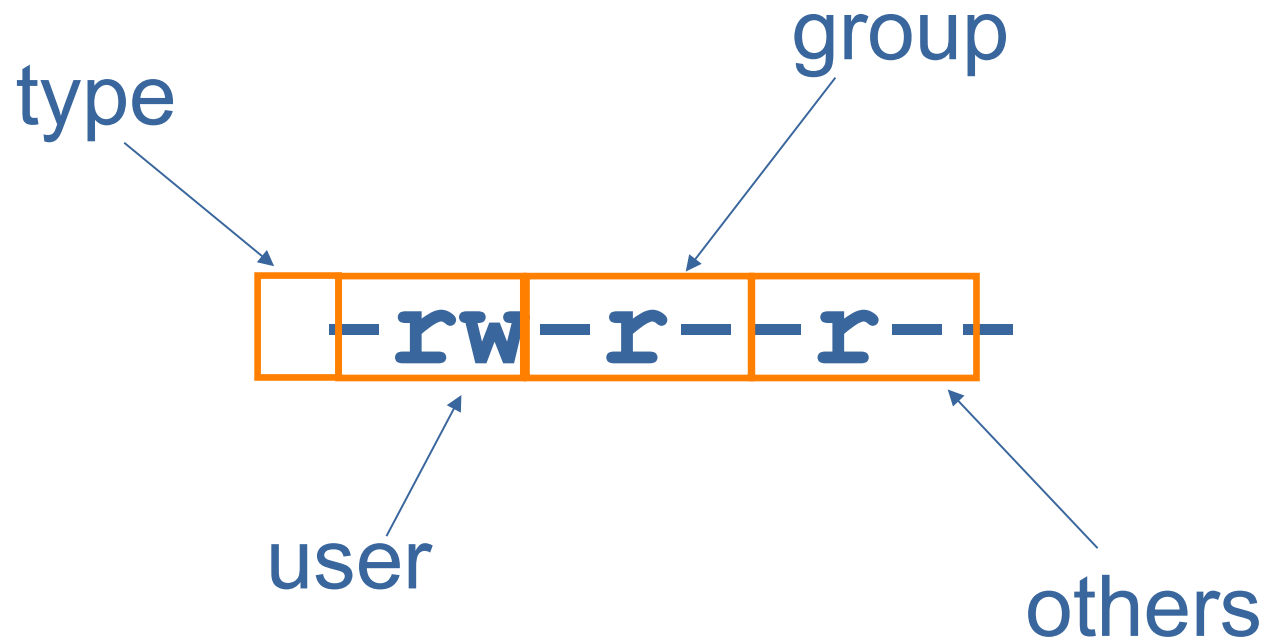 group
type
-rw-r--r--
user
others